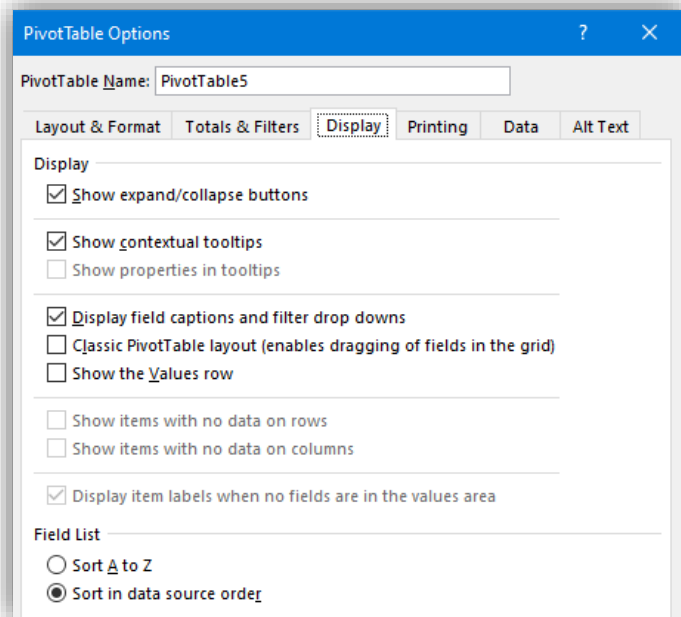 PivotTable Options ? ×
PivotTable Name: PivotTable5
Layout & Format Totals & Filters Display Printing Data Alt Text
Display
Show expand/collapse buttons
Show contextual tooltips
Show properties in tooltips
Display field captions and filter drop downs
Classic PivotTable layout (enables dragging of fields in the grid)
Show the Values row
Show items with no data on rows
Show items with no data on columns
Display item labels when no fields are in the values area
Field List
Sort A to Z
Sort in data source order